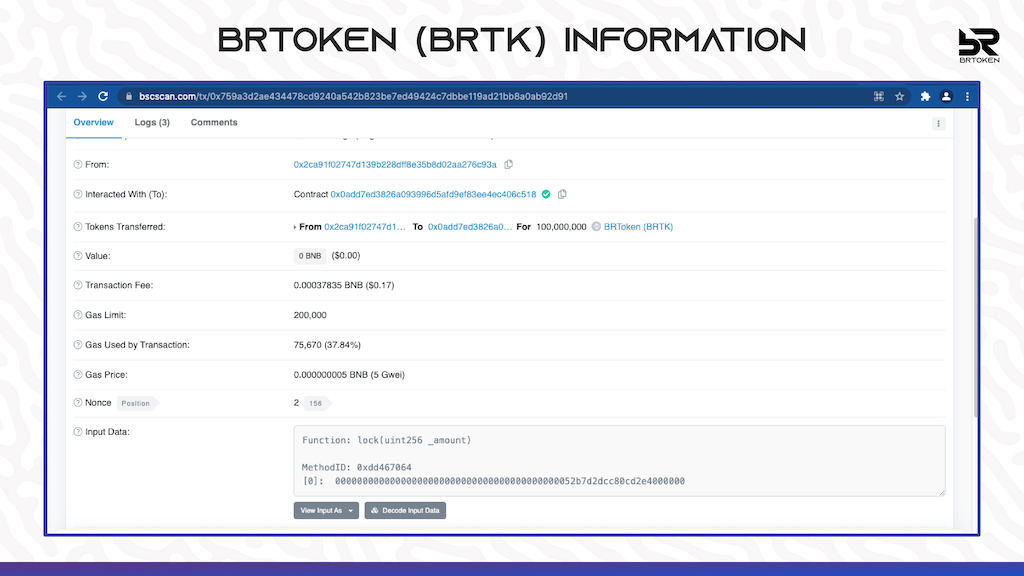 BRTOKEN (BRTK) INFORMATION
BRTOKEN
bscscan.com/tx/0x759a3d2ae434478cd9240a542b823be7ed49424c7dbbe119ad21bb8a0ab92d91
Overview Logs (3) Comments
From: 0x2ca91f02747d139b228dff8e35b8d02aa276c93a
Interacted With (To): Contract 0x0add7ed3826a093996d5afd9ef83ee4ec406c518
Tokens Transferred: From 0x2ca91f02747d1... To 0x0add7ed3826a0... For 100,000,000 BRToken (BRTK)
Value: 0 BNB ($0.00)
Transaction Fee: 0.00037835 BNB ($0.17)
Gas Limit: 200,000
Gas Used by Transaction: 75,670 (37.84%)
Gas Price: 0.000000005 BNB (5 Gwei)
Nonce Position 2 156
Input Data:
Function: lock(uint256 _amount)
MethodID: 0xdd467064
[0]: 00000000000000000000000000000000000000000052b7d2dcc80cd2e4000000
View Input As Decode Input Data